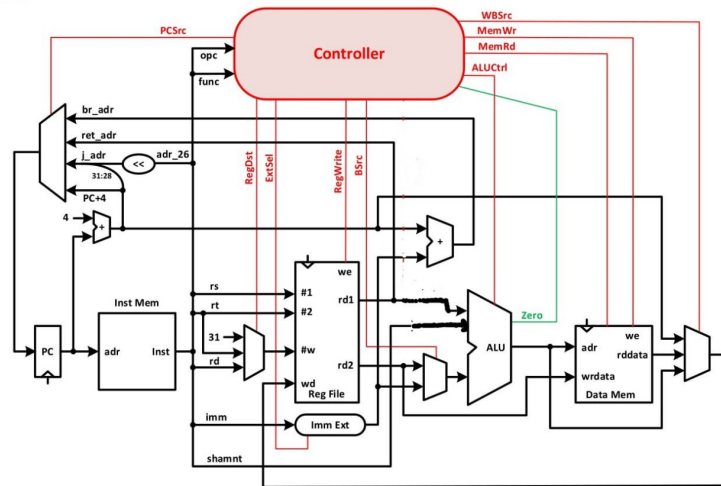 WBSrc
PCSrc
MemWr
opc
Controller
MemRd
func
ALUCtrl
br_adr
ret_adr
j_adr
<<
adr_26
31:28
PC+4
RegDst
ExtSel
RegWrite
BSrc
4
+
+
we
rs
#1
rd1
Inst Mem
rt
#2
Zero
31
we
PC
adr
Inst
#w
rd2
ALU
adr
rddata
rd
wd
wrdata
Reg File
Data Mem
imm
Imm Ext
shamnt